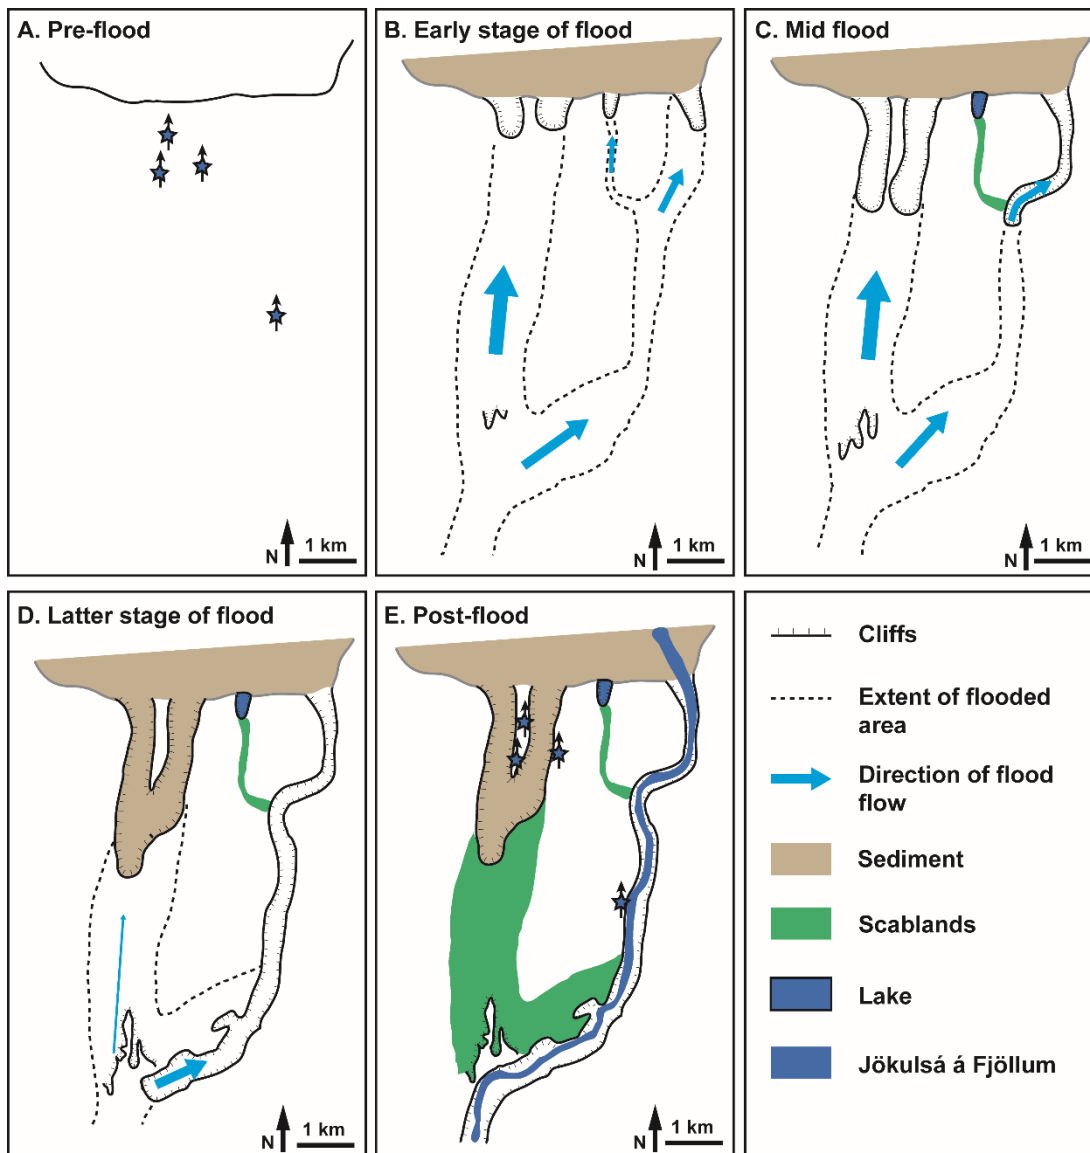 A. Pre-flood
N
1 km
B. Early stage of flood
N
1 km
C. Mid flood
N
1 km
D. Latter stage of flood
N
1 km
E. Post-flood
N
1 km
Cliffs
Extent of flooded
area
Direction of flood
flow
Sediment
Scablands
Lake
Jökulsá á Fjöllum